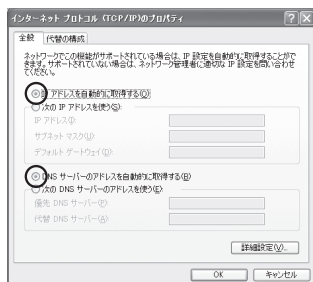 インターネット プロトコル (TCP/IP)のプロパティ
全般 代替の構成
ネットワークでこの機能がサポートされている場合は、IP 設定を自動的に取得することがで
きます。サポートされていない場合は、ネットワーク管理者に適切な IP 設定を問い合わせ
てください。
IP アドレスを自動的に取得する(O)
次の IP アドレスを使う(S):
IP アドレス(I):
サブネット マスク(U):
デフォルト ゲートウェイ(D):
DNS サーバーのアドレスを自動的に取得する(B)
次の DNS サーバーのアドレスを使う(E):
優先 DNS サーバー(P):
代替 DNS サーバー(A):
詳細設定(V)...
OK キャンセル